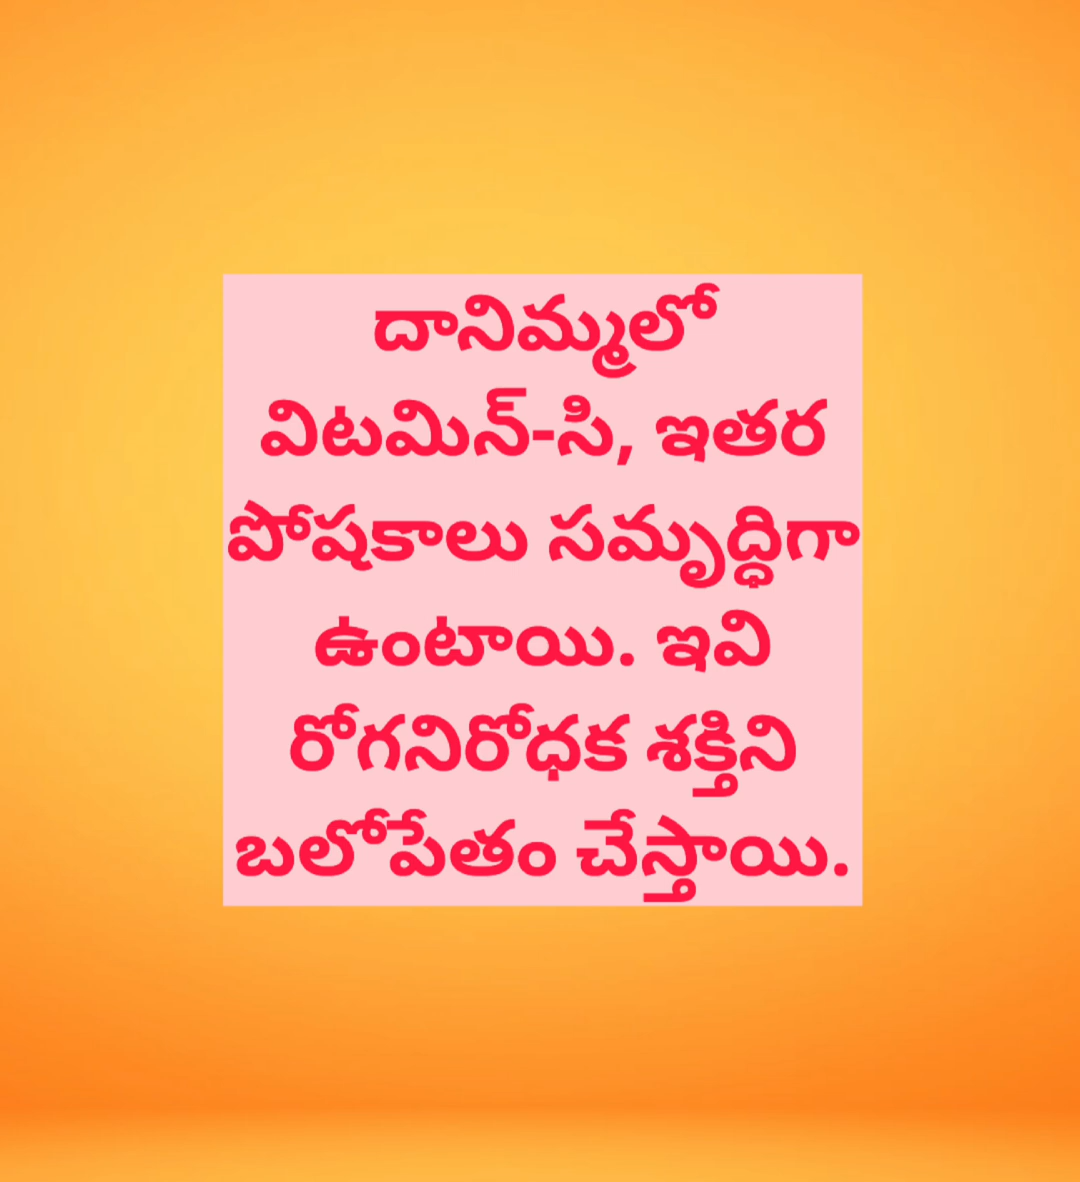 దానిమ్మలో
విటమిన్-సి, ఇతర
పోషకాలు సమృద్ధిగా
ఉంటాయి. ఇవి
రోగనిరోధక శక్తిని
బలోపేతం చేస్తాయి.